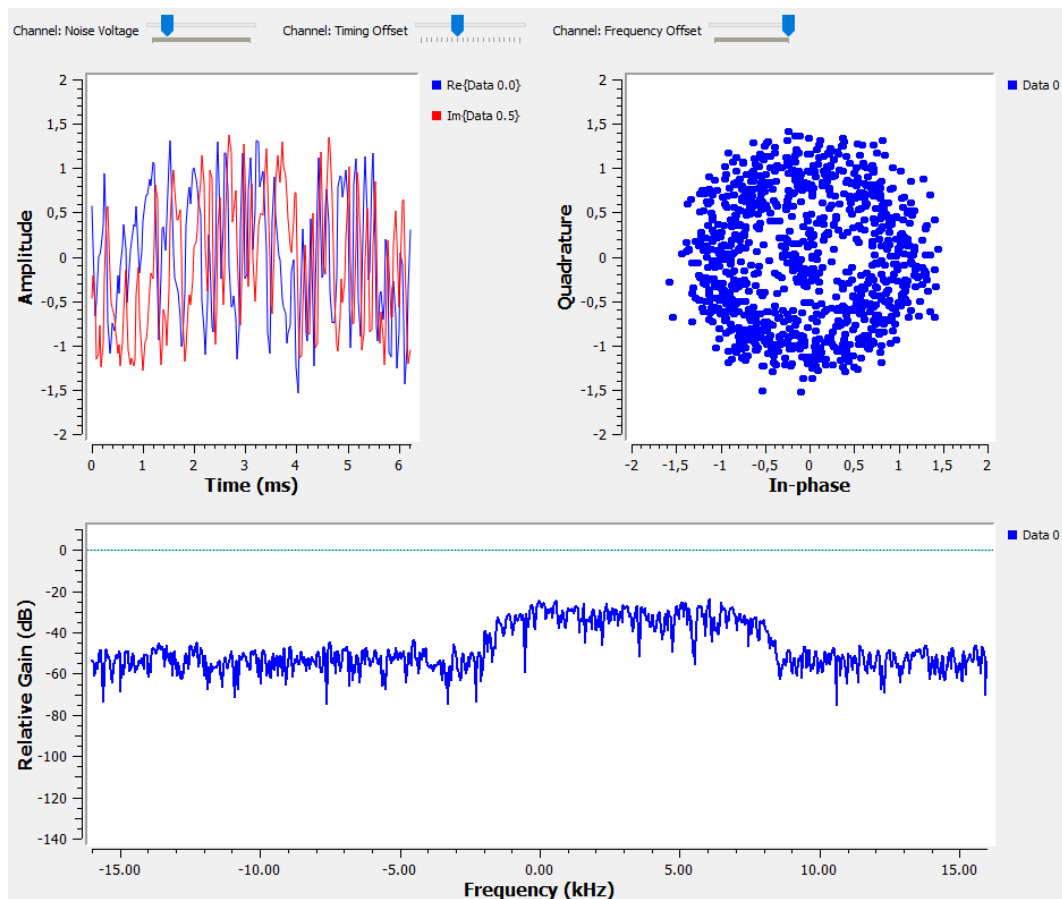 Channel: Noise Voltage
Channel: Timing Offset
Channel: Frequency Offset
2
1,5
1
0,5
0
-0,5
-1
-1,5
-2
Amplitude
0 1 2 3 4 5 6
Time (ms)
Re{Data 0.0}
Im{Data 0.5}
2
1,5
1
0,5
0
-0,5
-1
-1,5
-2
Quadrature
-2 -1,5 -1 -0,5 0 0,5 1 1,5 2
In-phase
Data 0
0
-20
-40
-60
-80
-100
-120
-140
Relative Gain (dB)
-15.00 -10.00 -5.00 0.00 5.00 10.00 15.00
Frequency (kHz)
Data 0